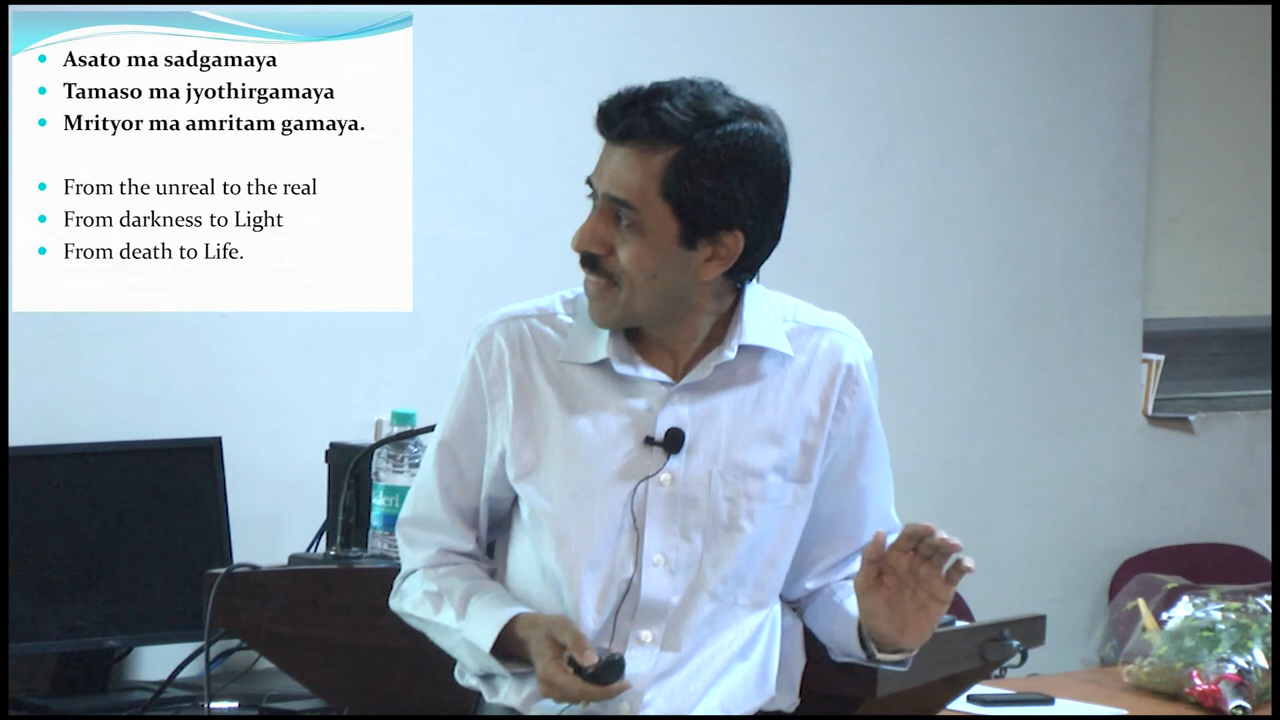 Asato ma sadgamaya
Tamaso ma jyothirgamaya
Mrityor ma amritam gamaya.
From the unreal to the real
From darkness to Light
From death to Life.